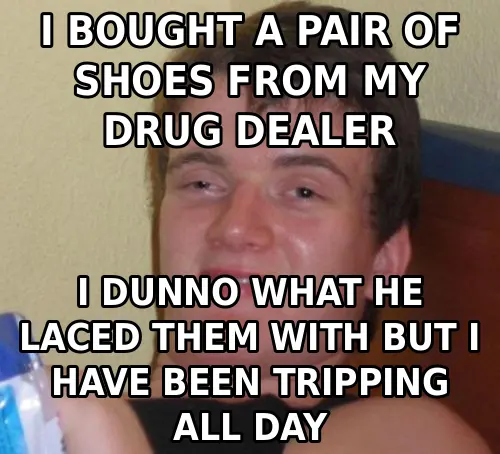 I BOUGHT A PAIR OF
SHOES FROM MY
DRUG DEALER
I DUNNO WHAT HE
LACED THEM WITH BUT I
HAVE BEEN TRIPPING
ALL DAY